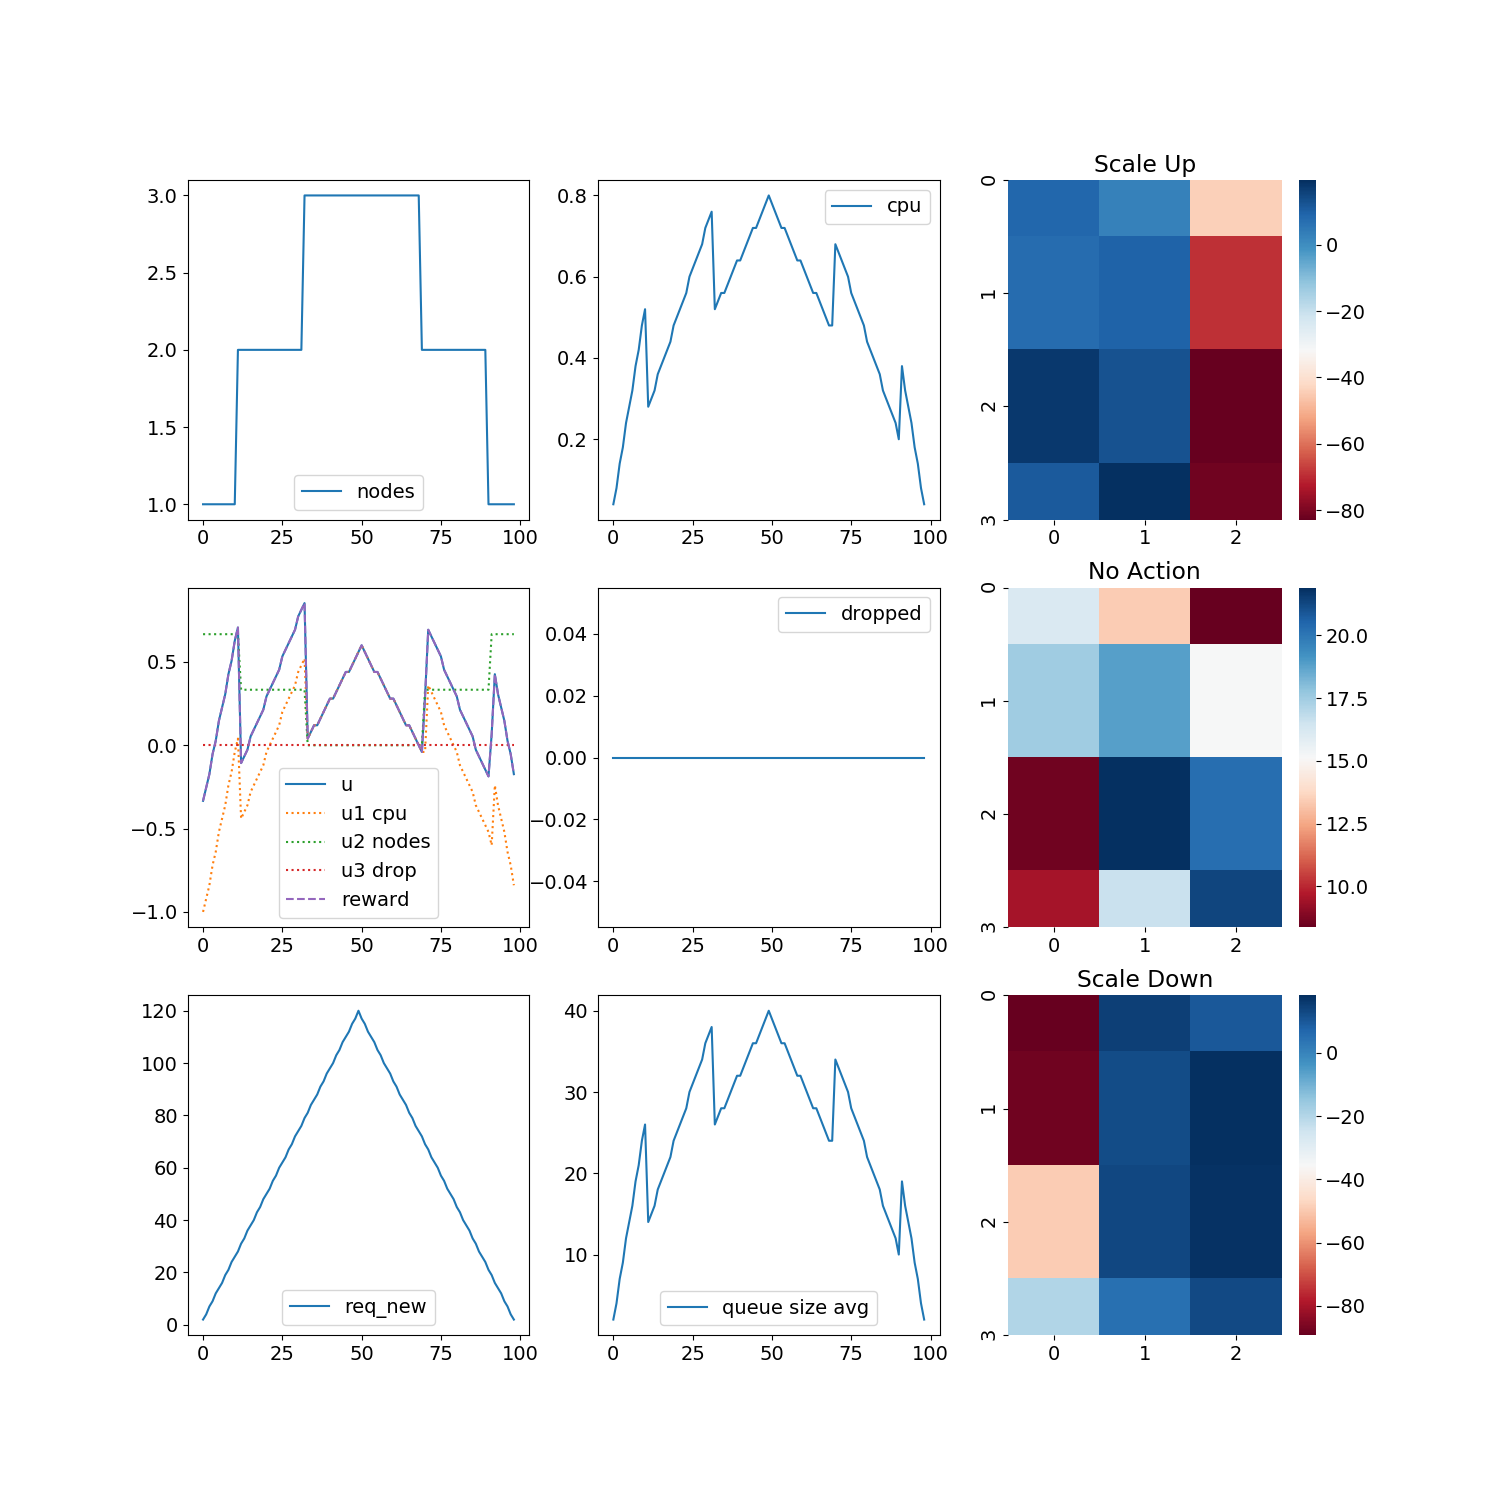 3.0
2.5
2.0
1.5
1.0
nodes
0 25 50 75 100
0.8
0.6
0.4
0.2
cpu
0 25 50 75 100
Scale Up
0
1
2
3
0 1 2
0
−20
−40
−60
−80
0.5
0.0
−0.5
−1.0
u
u1 cpu
u2 nodes
u3 drop
reward
0 25 50 75 100
0.04
0.02
0.00
−0.02
−0.04
dropped
0 25 50 75 100
No Action
0
1
2
3
0 1 2
20.0
17.5
15.0
12.5
10.0
120
100
80
60
40
20
0
req_new
0 25 50 75 100
40
30
20
10
queue size avg
0 25 50 75 100
Scale Down
0
1
2
3
0 1 2
0
−20
−40
−60
−80